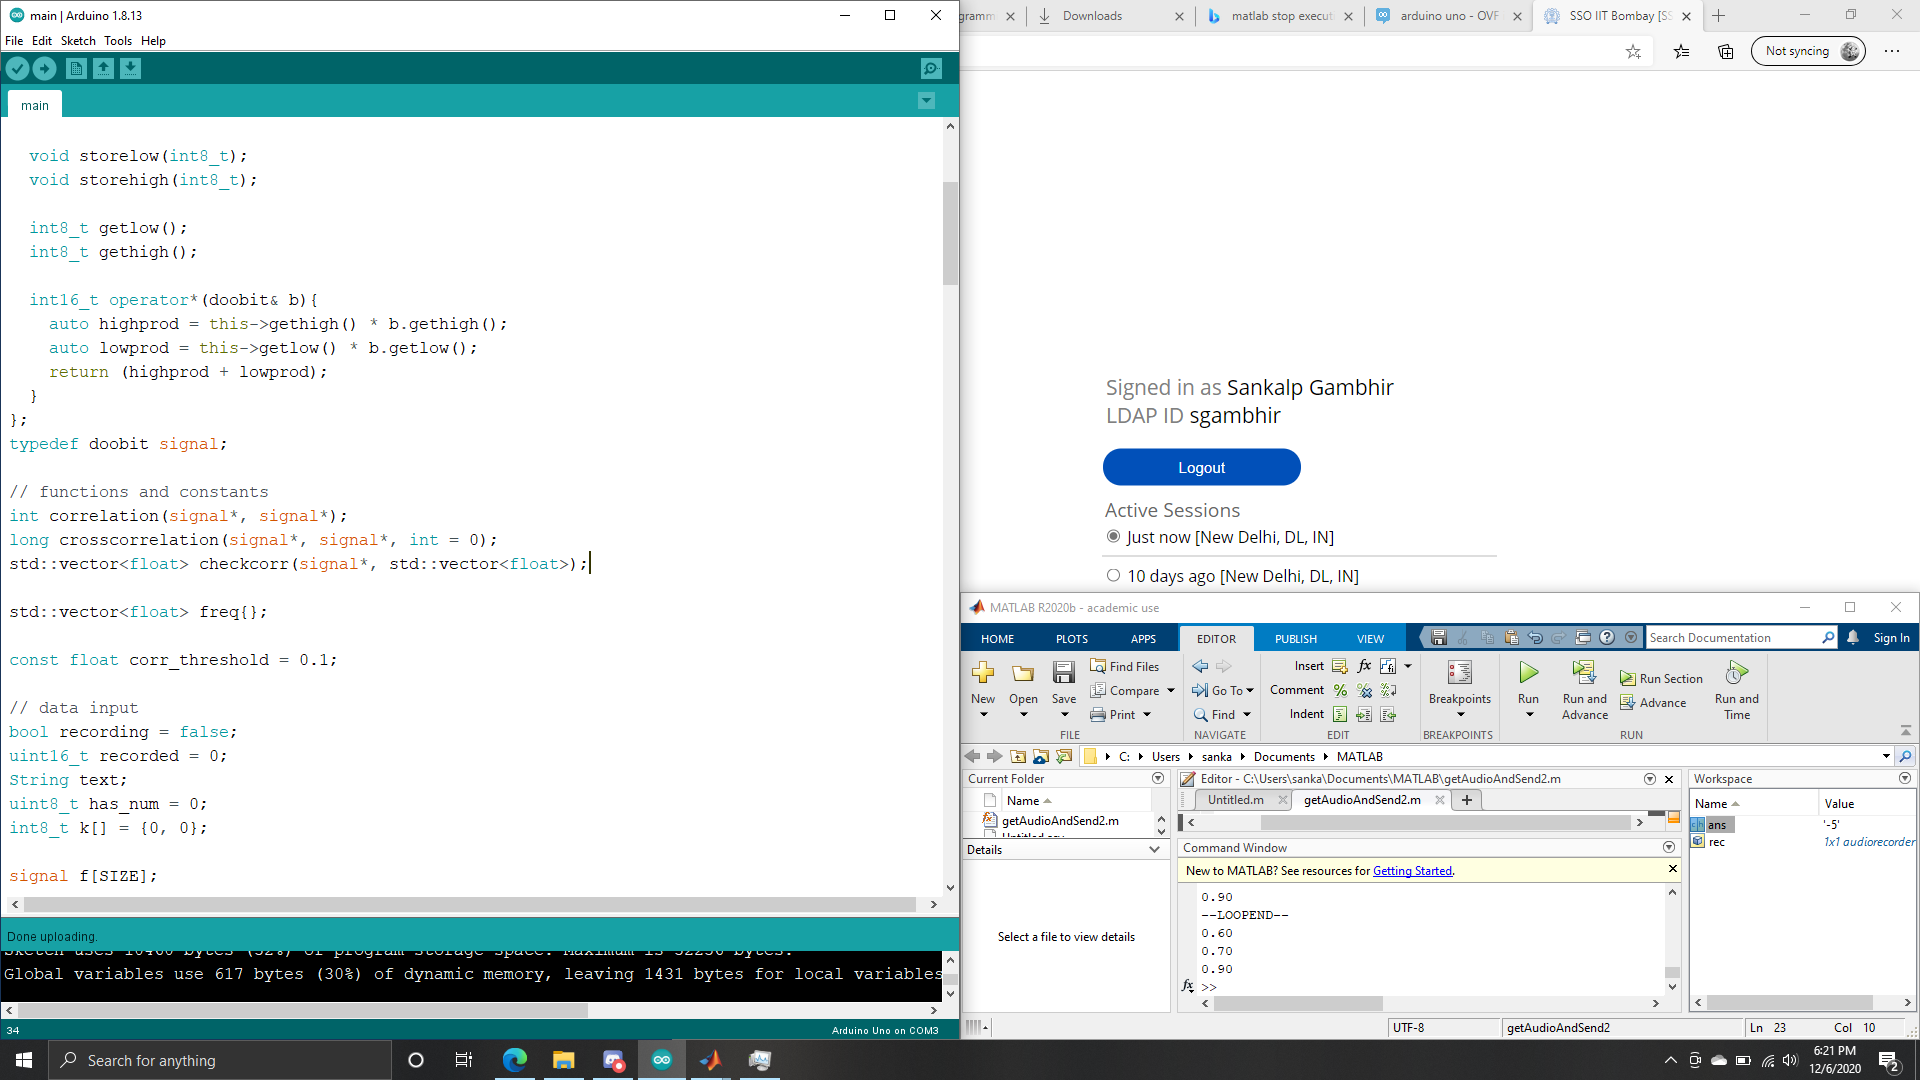 main | Arduino 1.8.13
File Edit Sketch Tools Help
main
void storelow(int8_t);
void storehigh(int8_t);
int8_t getlow();
int8_t gethigh();
int16_t operator*(doobit& b){
auto highprod = this->gethigh() * b.gethigh();
auto lowprod = this->getlow() * b.getlow();
return (highprod + lowprod);
}
};
typedef doobit signal;
// functions and constants
int correlation(signal*, signal*);
long crosscorrelation(signal*, signal*, int = 0);
std::vector<float> checkcorr(signal*, std::vector<float>);
std::vector<float> freq{};
const float corr_threshold = 0.1;
// data input
bool recording = false;
uint16_t recorded = 0;
String text;
uint8_t has_num = 0;
int8_t k[] = {0, 0};
signal f[SIZE];
Done uploading.
Global variables use 617 bytes (30%) of dynamic memory, leaving 1431 bytes for local variables
34
Arduino Uno on COM3
gramm
Downloads
matlab stop execut
arduino uno - OVF
SSO IIT Bombay [SS
Not syncing
Signed in as Sankalp Gambhir
LDAP ID sgambhir
Logout
Active Sessions
Just now [New Delhi, DL, IN]
10 days ago [New Delhi, DL, IN]
MATLAB R2020b - academic use
HOME PLOTS APPS EDITOR PUBLISH VIEW
Search Documentation
Sign In
New Open Save
Find Files
Compare
Print
FILE
Go To
Find
NAVIGATE
Insert fx
Comment
Indent
EDIT
Breakpoints
BREAKPOINTS
Run
Run and Advance
Run Section
Advance
Run and Time
RUN
C: Users sanka Documents MATLAB
Current Folder
Name
getAudioAndSend2.m
Details
Select a file to view details
Editor - C:\Users\sanka\Documents\MATLAB\getAudioAndSend2.m
Untitled.m getAudioAndSend2.m
Command Window
New to MATLAB? See resources for Getting Started.
0.90
--LOOPEND--
0.60
0.70
0.90
fx >>
Workspace
Name Value
ans '-5'
rec 1x1 audiorecorder
UTF-8
getAudioAndSend2
Ln 23 Col 10
Search for anything
6:21 PM
12/6/2020
2